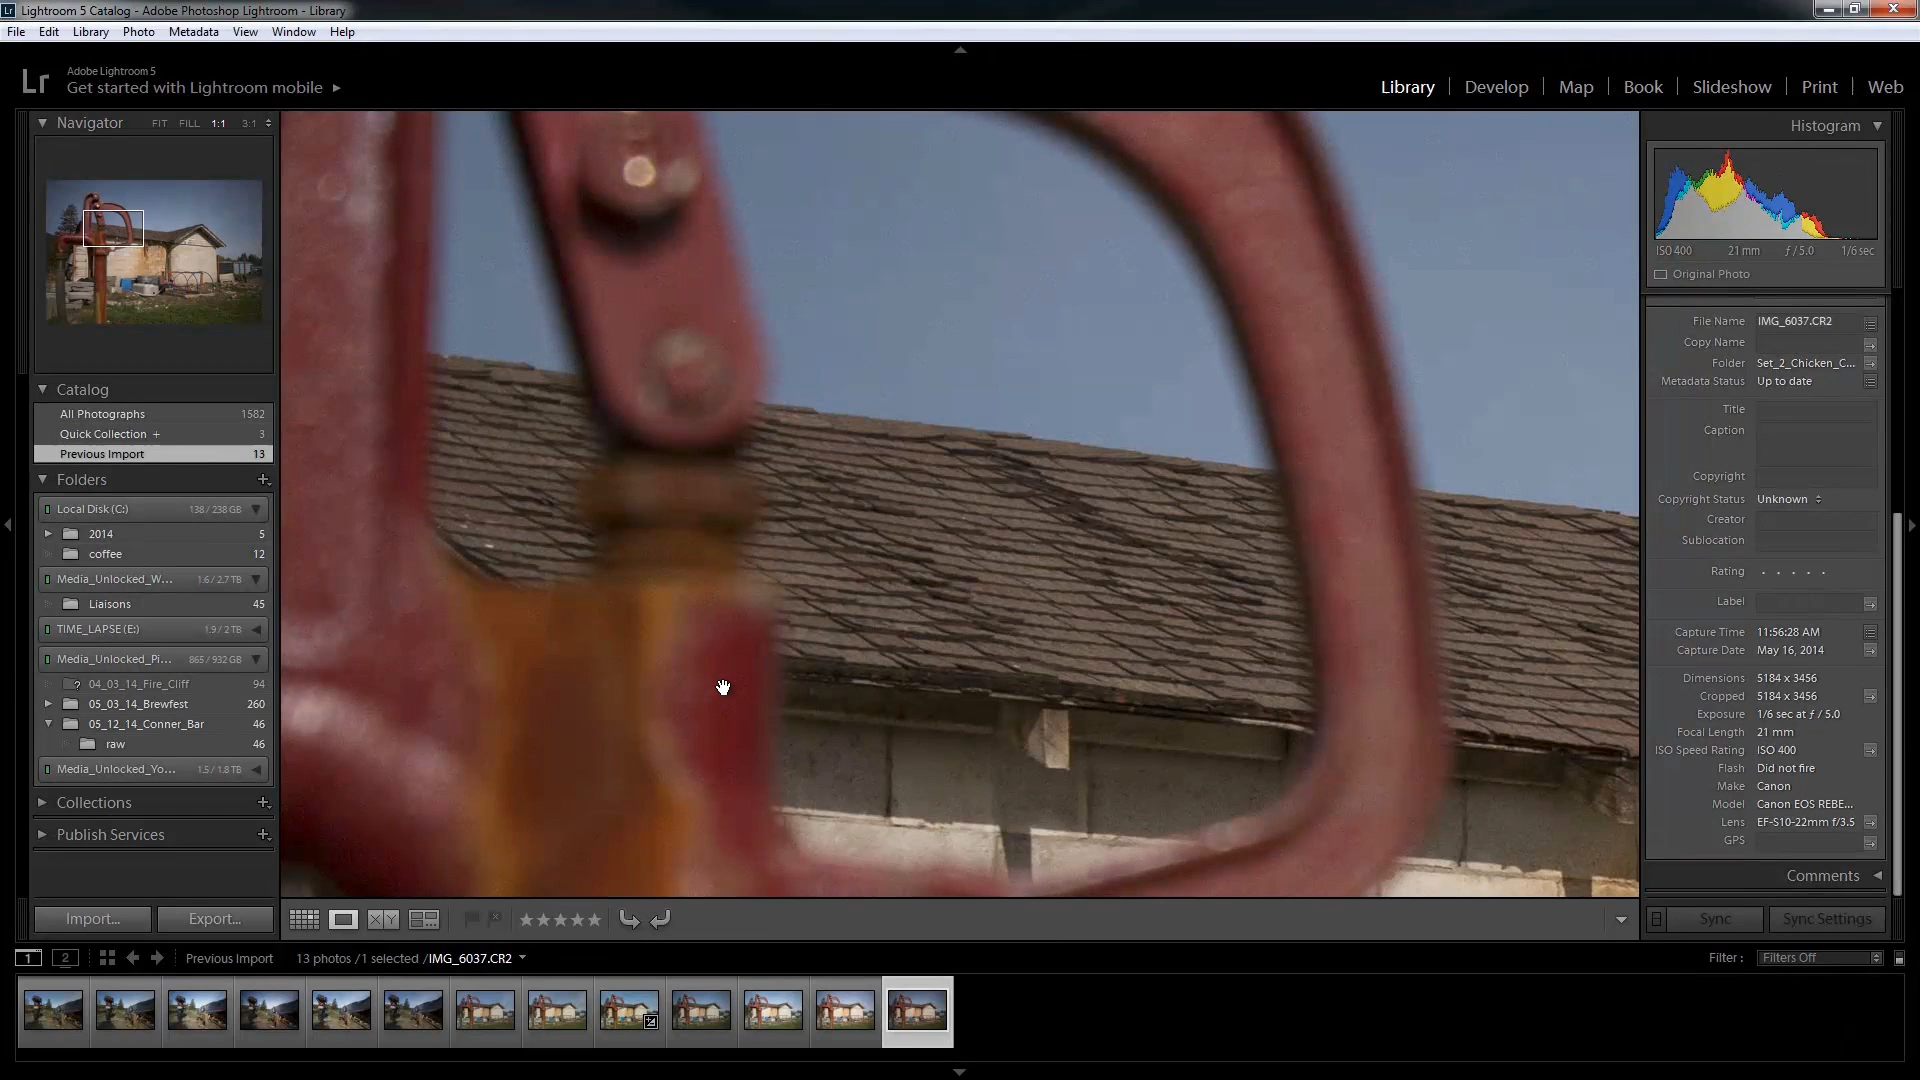 Lightroom 5 Catalog - Adobe Photoshop Lightroom - Library
File Edit Library Photo Metadata View Window Help
Lr
Adobe Lightroom 5
Get started with Lightroom mobile
Library Develop Map Book Slideshow Print Web
Navigator FIT FILL 1:1 3:1
Catalog
All Photographs 1582
Quick Collection + 3
Previous Import 13
Folders
Local Disk (C:) 138 / 238 GB
2014 5
coffee 12
Media_Unlocked_W... 1.6 / 2.7 TB
Liaisons 45
TIME_LAPSE (E:) 1.9 / 2 TB
Media_Unlocked_Pi... 865 / 932 GB
04_03_14_Fire_Cliff 94
05_03_14_Brewfest 260
05_12_14_Conner_Bar 46
raw 46
Media_Unlocked_Yo... 1.5 / 1.8 TB
Collections
Publish Services
Import... Export...
Histogram
ISO 400 21 mm ƒ / 5.0 1/6 sec
Original Photo
File Name IMG_6037.CR2
Copy Name
Folder Set_2_Chicken_C...
Metadata Status Up to date
Title
Caption
Copyright
Copyright Status Unknown
Creator
Sublocation
Rating . . . . .
Label
Capture Time 11:56:28 AM
Capture Date May 16, 2014
Dimensions 5184 x 3456
Cropped 5184 x 3456
Exposure 1/6 sec at ƒ / 5.0
Focal Length 21 mm
ISO Speed Rating ISO 400
Flash Did not fire
Make Canon
Model Canon EOS REBE...
Lens EF-S10-22mm f/3.5
GPS
Comments
Sync Sync Settings
X Y
1 2 Previous Import 13 photos / 1 selected / IMG_6037.CR2
Filter : Filters Off